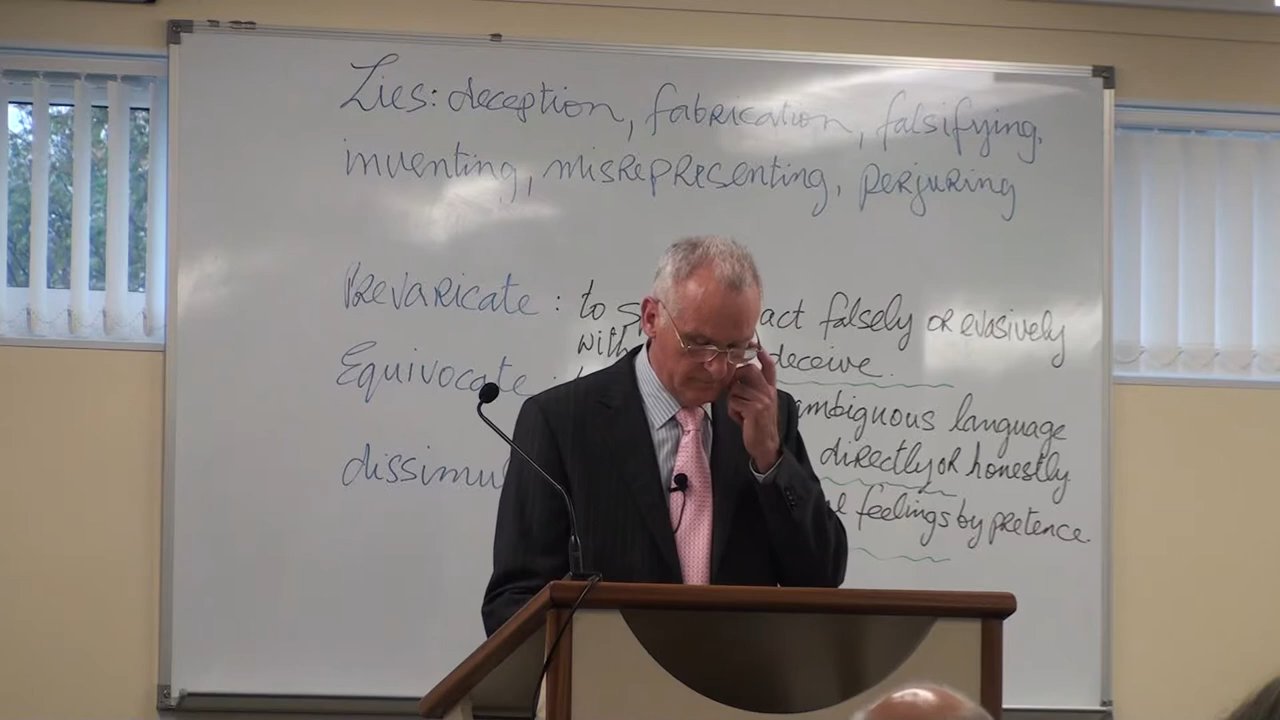 Lies: deception, fabrication, falsifying,
inventing, misrepresenting, perjuring
Prevaricate: to act falsely or evasively
with deceive.
Equivocate: ambiguous language
directly or honestly
feelings by pretence.